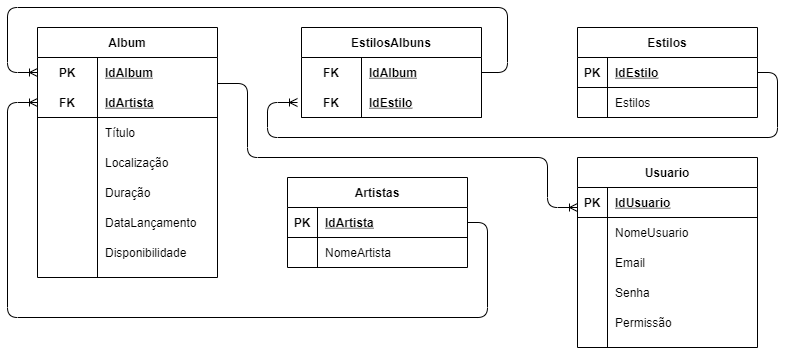 Album
PK IdAlbum
FK IdArtista
Título
Localização
Duração
DataLançamento
Disponibilidade
EstilosAlbuns
FK IdAlbum
FK IdEstilo
Estilos
PK IdEstilo
Estilos
Artistas
PK IdArtista
NomeArtista
Usuario
PK IdUsuario
NomeUsuario
Email
Senha
Permissão